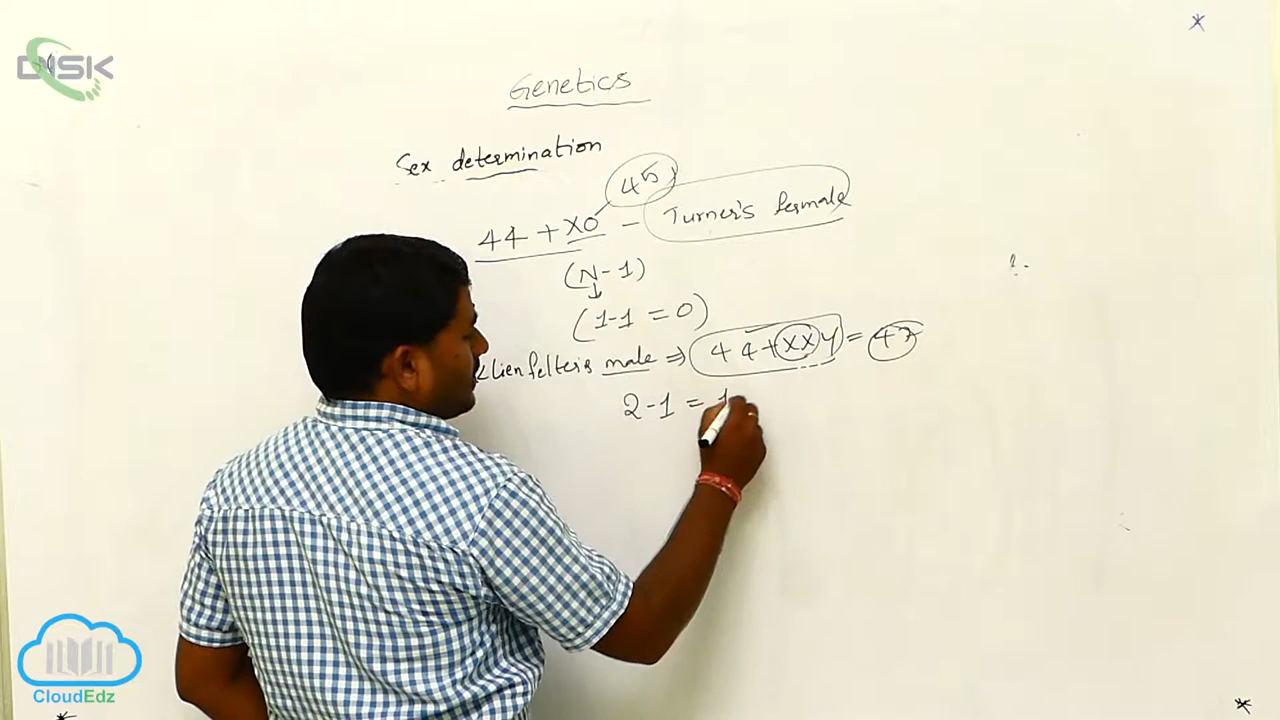 DISK
Genetics
Sex determination
45
44 + XO - Turner's female
(N-1)
(1-1 = 0)
Klienfelter's male ⇒ 44+XXY = 47
2-1 = 1
CloudEdz